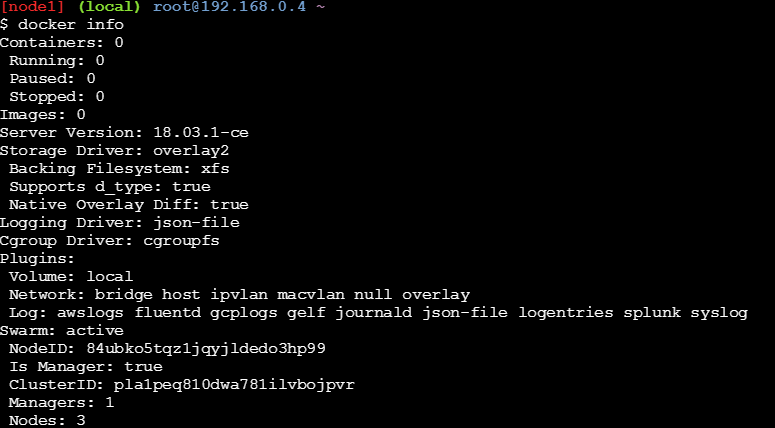 [node1] (local) root@192.168.0.4 ~
$ docker info
Containers: 0
 Running: 0
 Paused: 0
 Stopped: 0
Images: 0
Server Version: 18.03.1-ce
Storage Driver: overlay2
 Backing Filesystem: xfs
 Supports d_type: true
 Native Overlay Diff: true
Logging Driver: json-file
Cgroup Driver: cgroupfs
Plugins:
 Volume: local
 Network: bridge host ipvlan macvlan null overlay
 Log: awslogs fluentd gcplogs gelf journald json-file logentries splunk syslog
Swarm: active
 NodeID: 84ubko5tqz1jqyjldedo3hp99
 Is Manager: true
 ClusterID: pla1peq810dwa781ilvbojpvr
 Managers: 1
 Nodes: 3